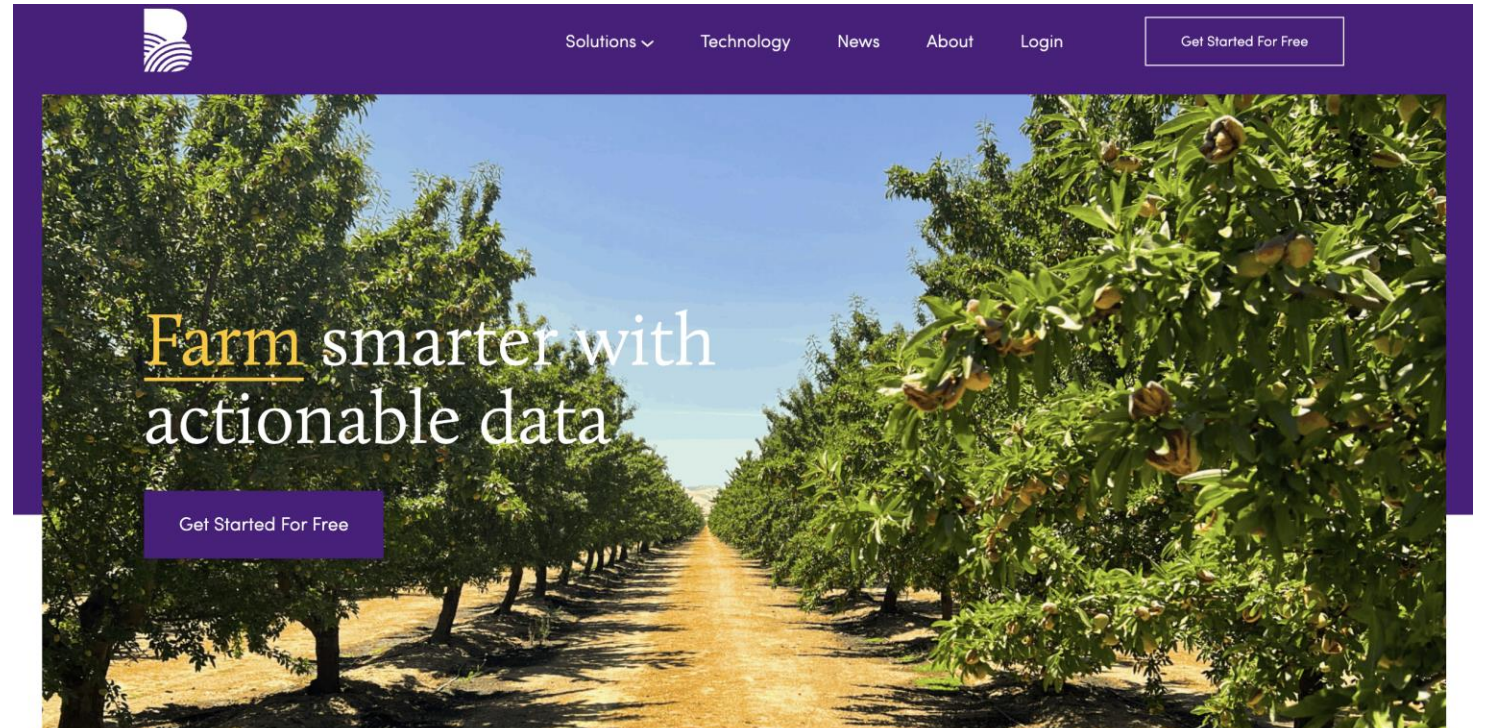 B
Solutions
Technology
News
About
Login
Get Started For Free
Farm smarter with
actionable data
Get Started For Free